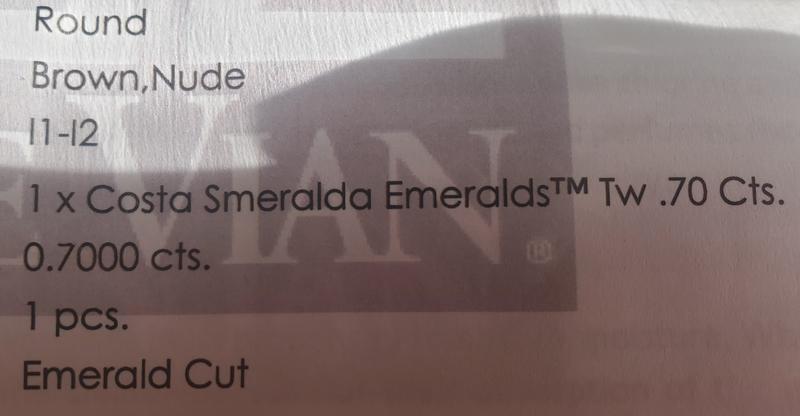 Round
Brown,Nude
I1-I2
1 x Costa Smeralda Emeralds™ Tw .70 Cts.
0.7000 cts.
1 pcs.
Emerald Cut
E VIAN ®